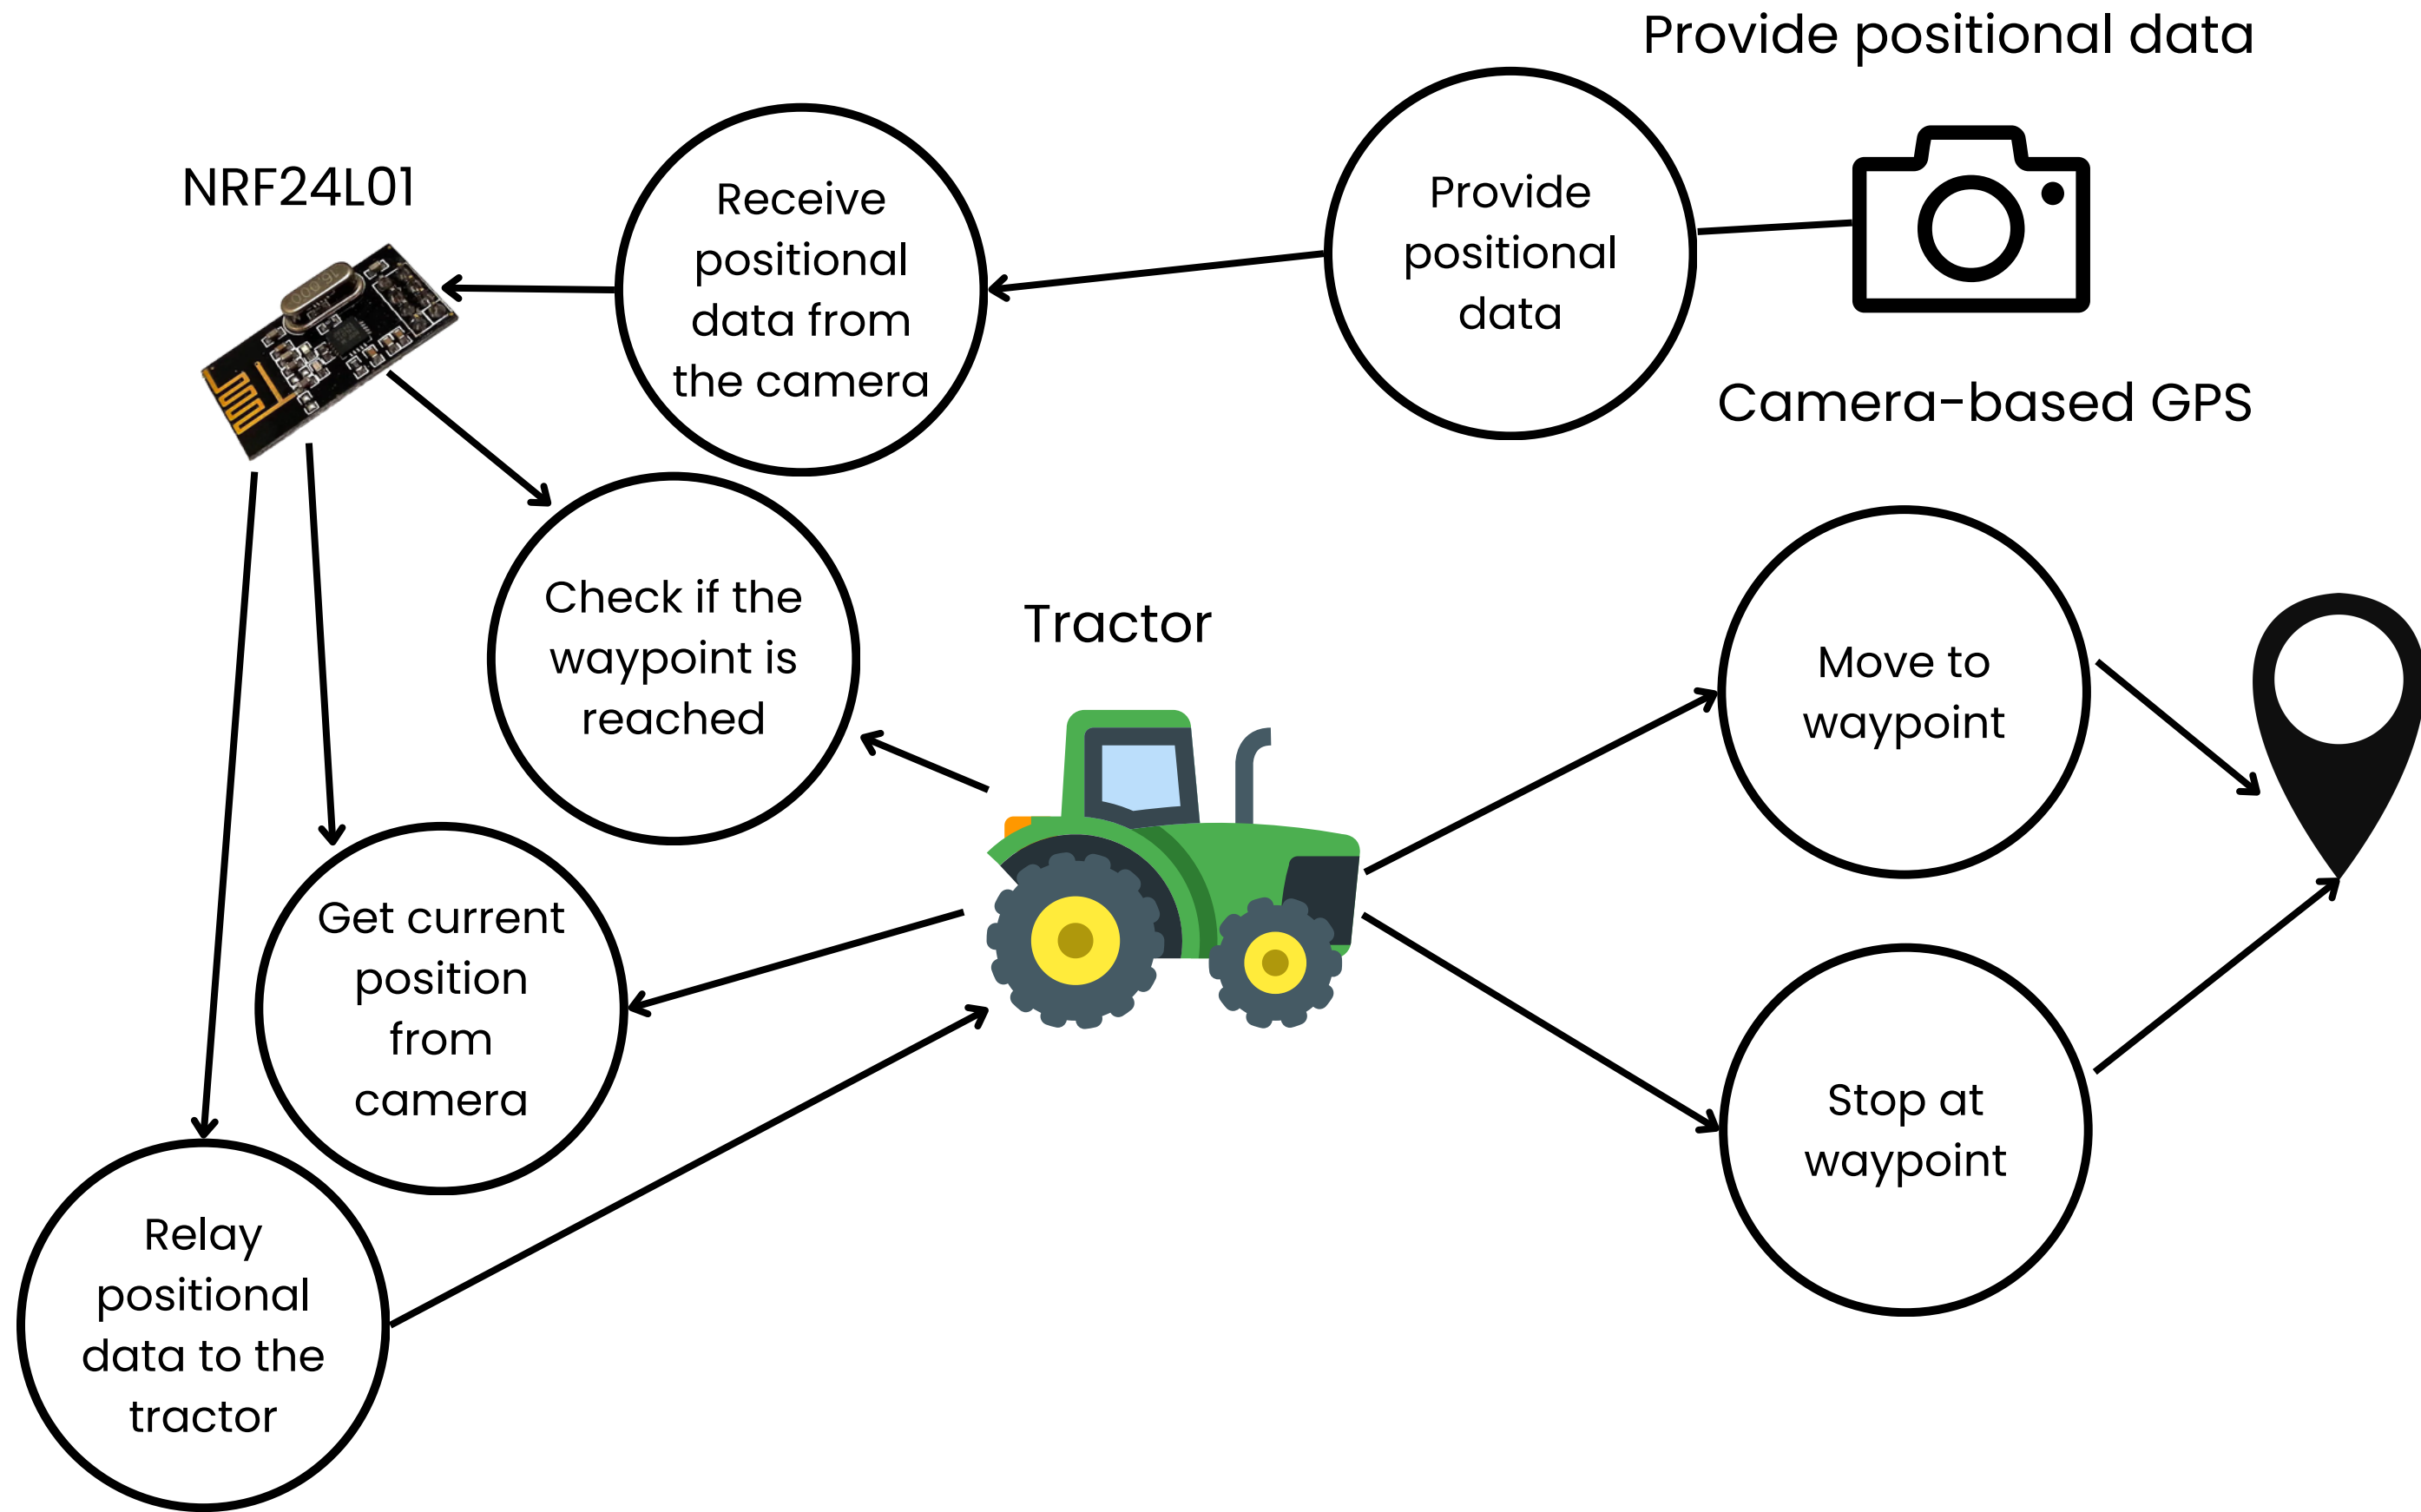 Provide positional data
NRF24L01
Receive
positional
data from
the camera
Provide
positional
data
Camera-based GPS
Check if the
waypoint is
reached
Tractor
Move to
waypoint
Get current
position
from
camera
Stop at
waypoint
Relay
positional
data to the
tractor